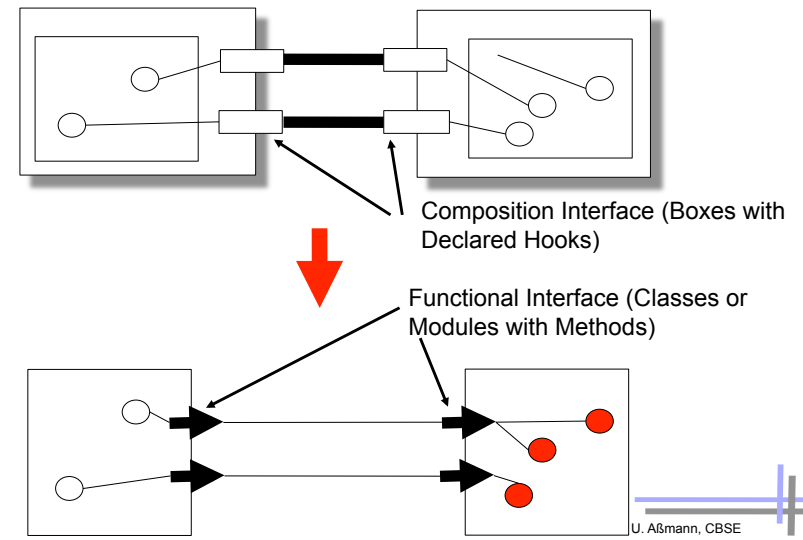 Composition Interface (Boxes with
Declared Hooks)
Functional Interface (Classes or
Modules with Methods)
U. Aßmann, CBSE